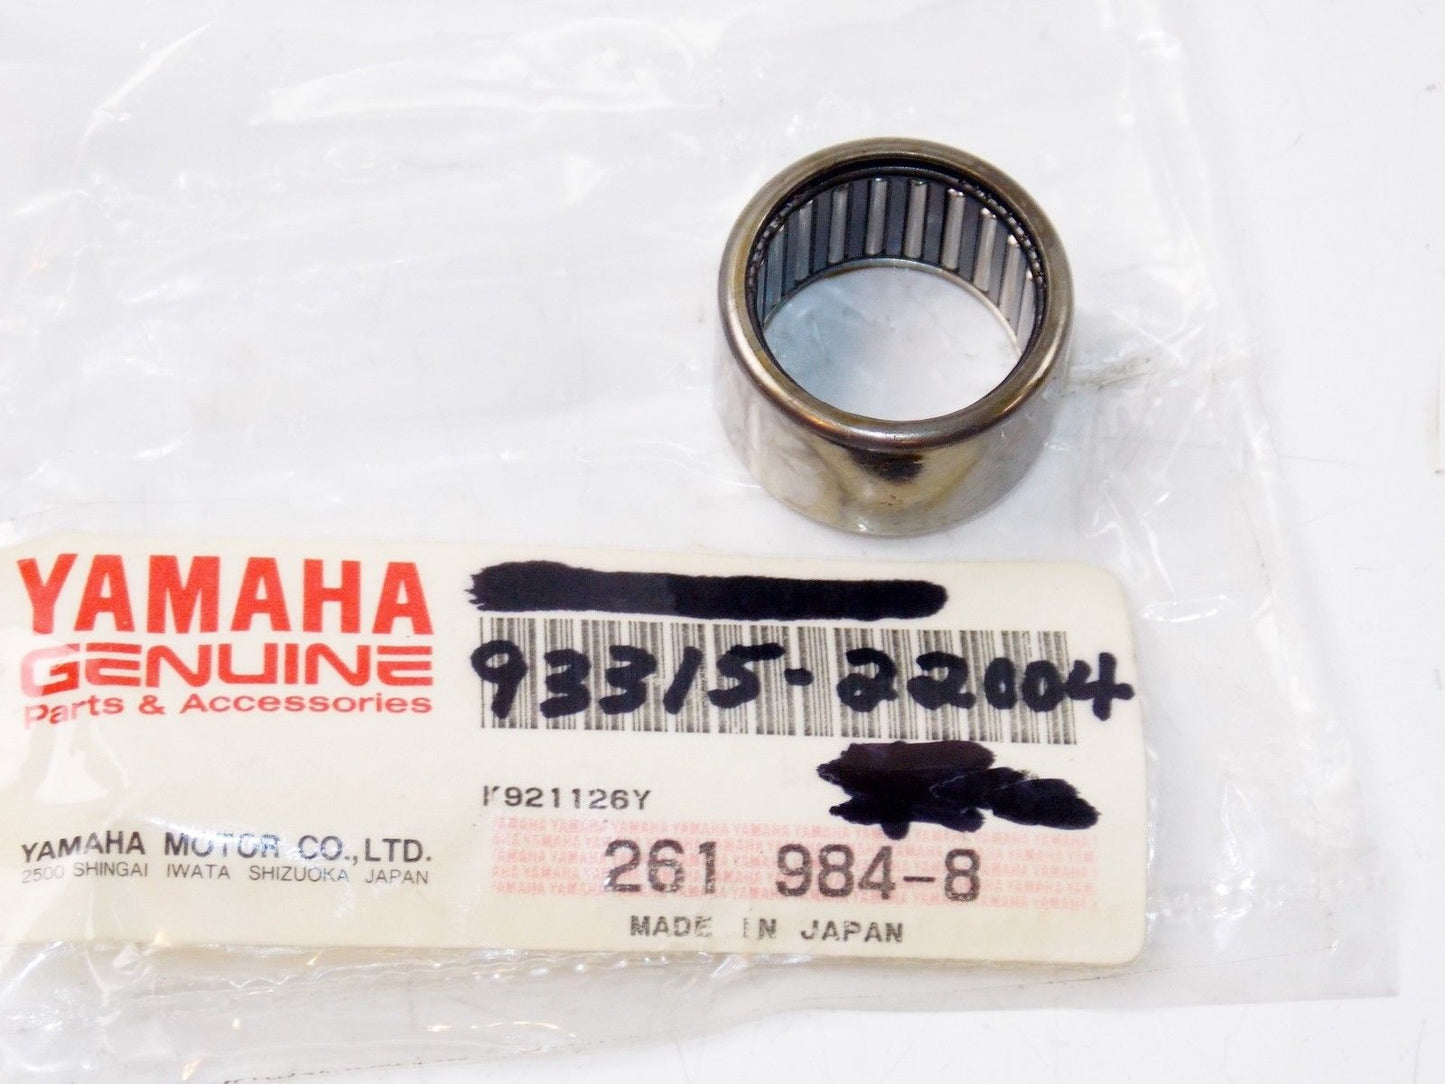 YAMAHA
GENUINE
Parts & Accessories
93315-22004
K921126Y
YAMAHA MOTOR CO.,LTD.
2500 SHINGAI IWATA SHIZUOKA JAPAN
261 984-8
MADE IN JAPAN